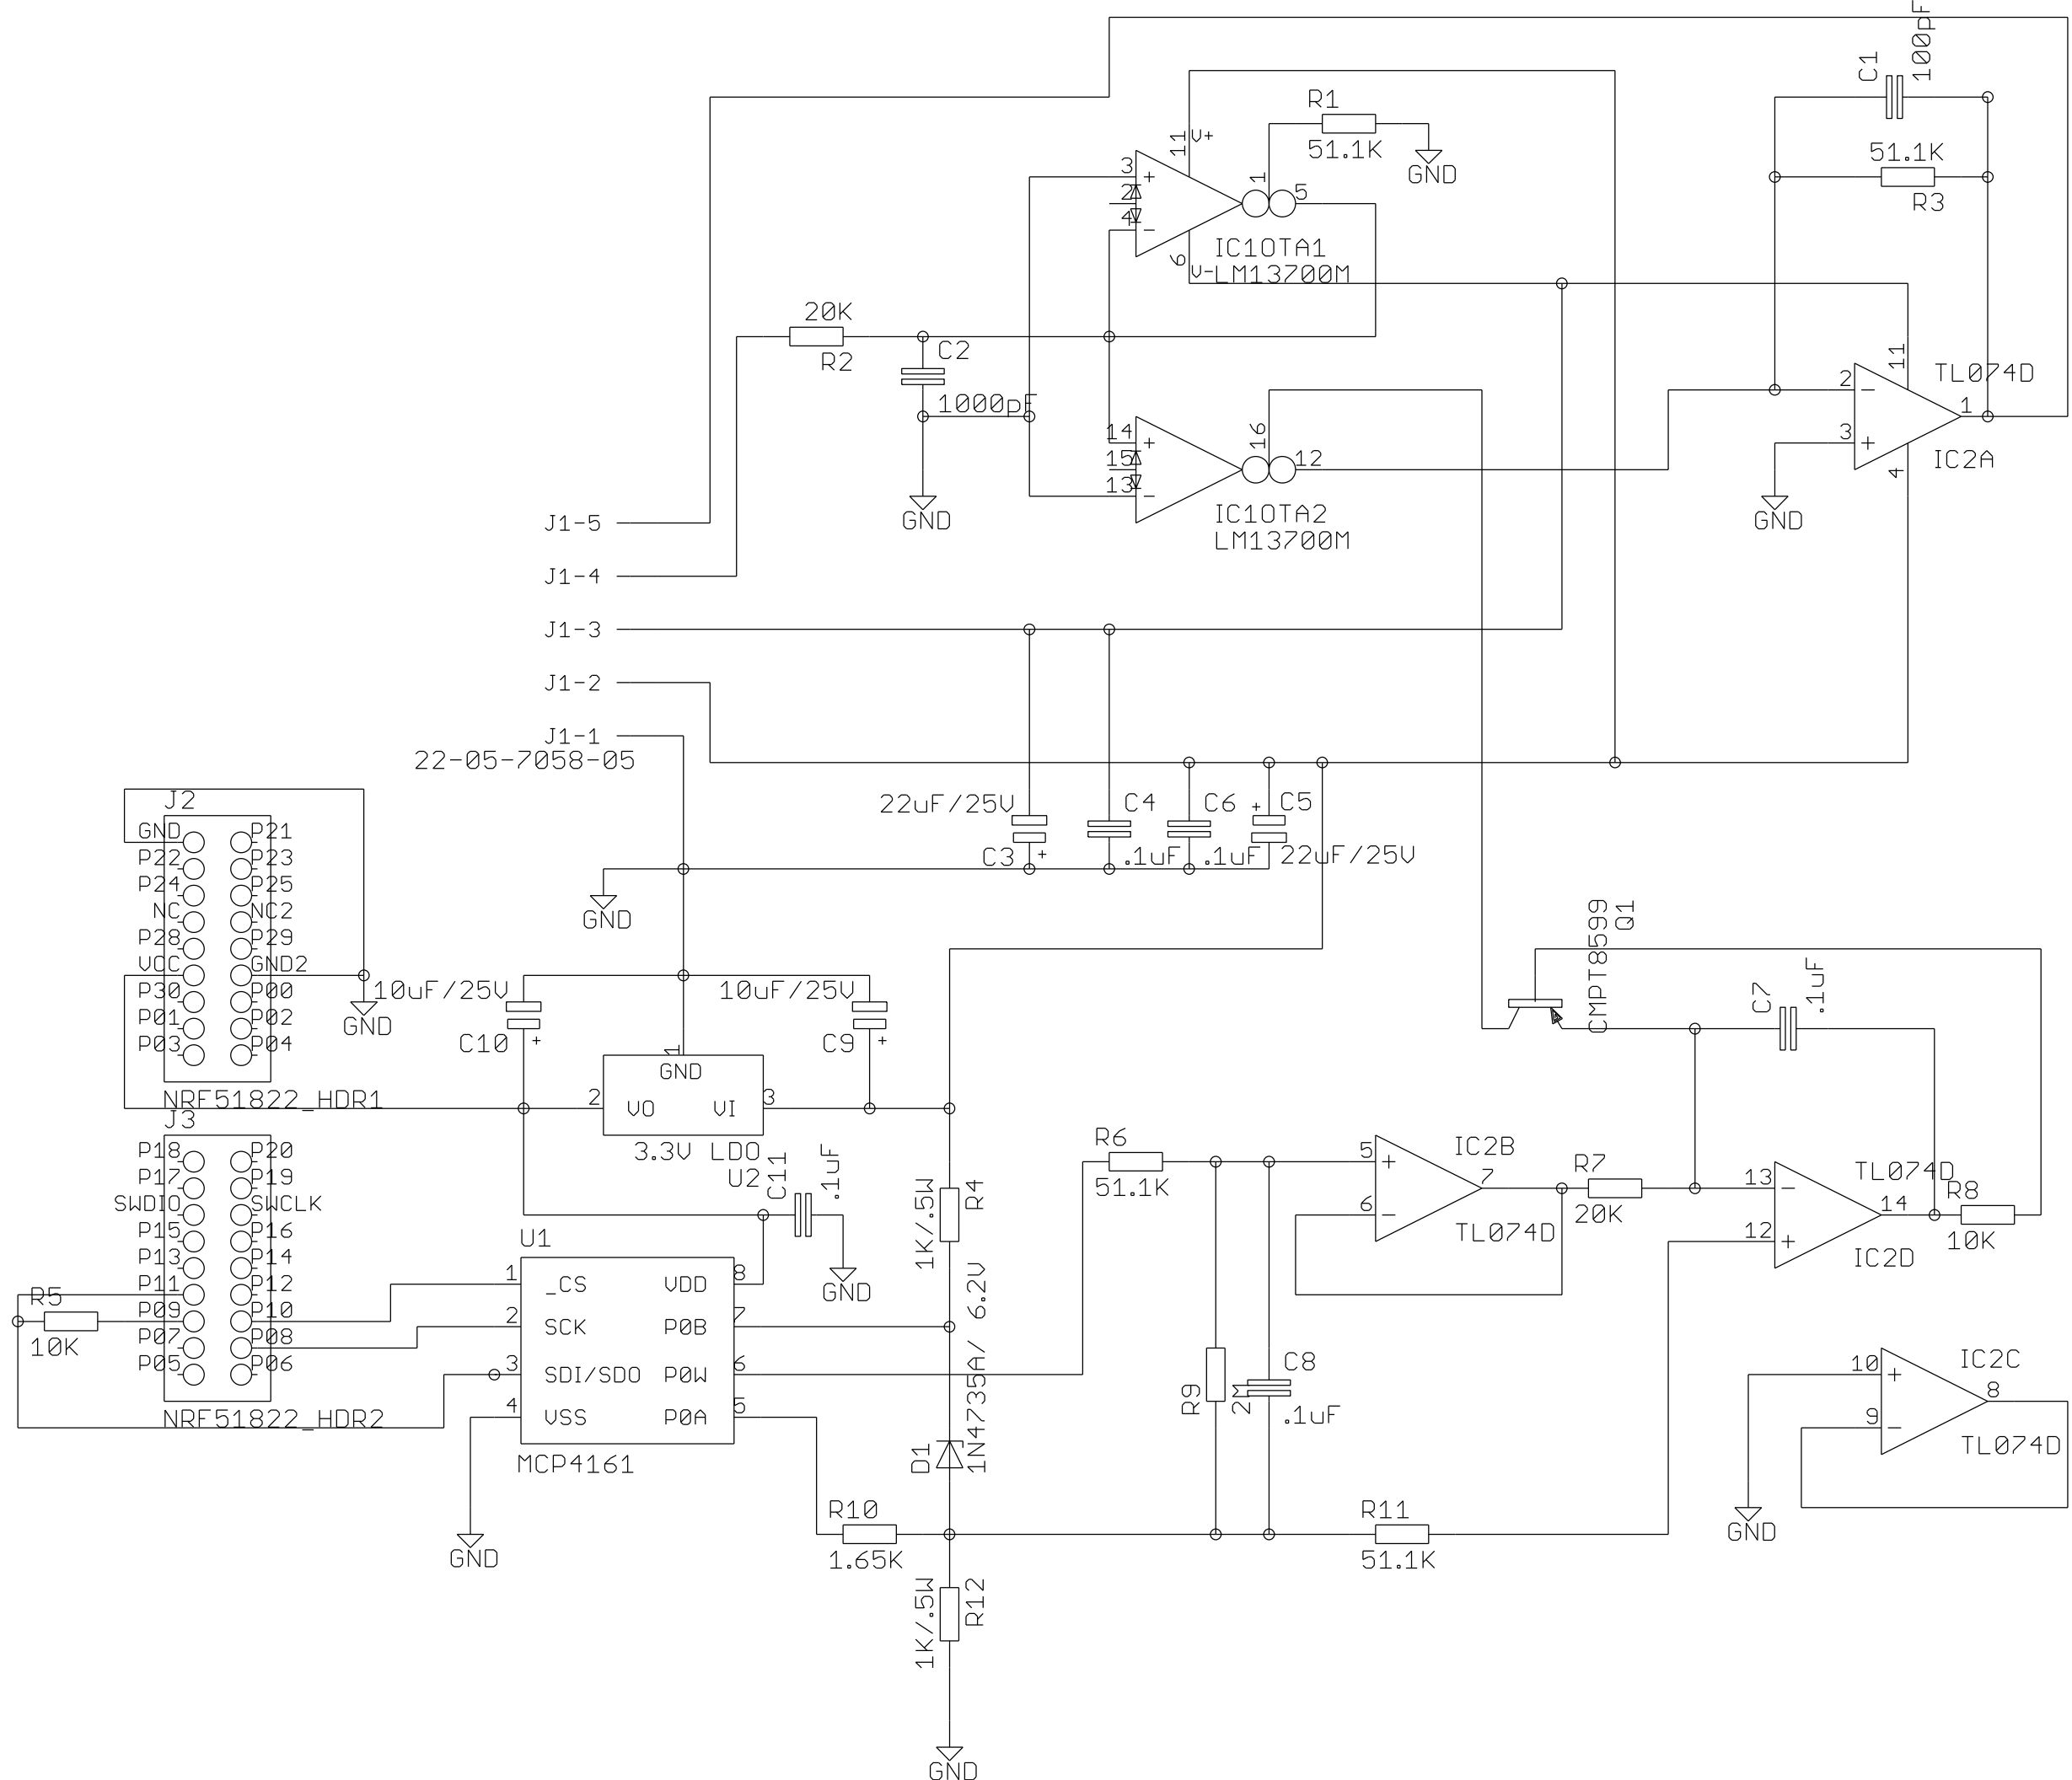 C1
100pF
51.1K
R3
R1
51.1K
GND
11
V+
3
+
2
4
-
1
5
6
V-
IC1OTA1
LM13700M
20K
R2
C2
1000pF
GND
14
+
15
13
-
16
12
IC1OTA2
LM13700M
11
TL074D
2
-
3
+
1
IC2A
4
GND
J1-5
J1-4
J1-3
J1-2
J1-1
22-05-7058-05
22uF/25V
C3
+
C4
.1uF
C6
.1uF
+
C5
22uF/25V
GND
J2
GND P21
P22 P23
P24 P25
NC NC2
P28 P29
VCC GND2
P30 P00
P01 P02
P03 P04
NRF51822_HDR1
GND
10uF/25V
C10
+
10uF/25V
C9
+
1
GND
2
VO
VI
3
3.3V LDO
U2
C11
.1uF
GND
J3
P18 P20
P17 P19
SWDIO SWCLK
P15 P16
P13 P14
P11 P12
P09 P10
P07 P08
P05 P06
NRF51822_HDR2
R5
10K
U1
1 _CS VDD 8
2 SCK P0B 7
3 SDI/SDO P0W 6
4 VSS P0A 5
MCP4161
GND
1K/.5W
R4
D1
1N4735A/ 6.2V
R10
1.65K
1K/.5W
R12
GND
R6
51.1K
R9
2M
C8
.1uF
R11
51.1K
5
+
6
-
7
IC2B
TL074D
R7
20K
CMPT8599
Q1
C7
.1uF
13
-
12
+
14
TL074D
IC2D
R8
10K
10
+
9
-
8
IC2C
TL074D
GND